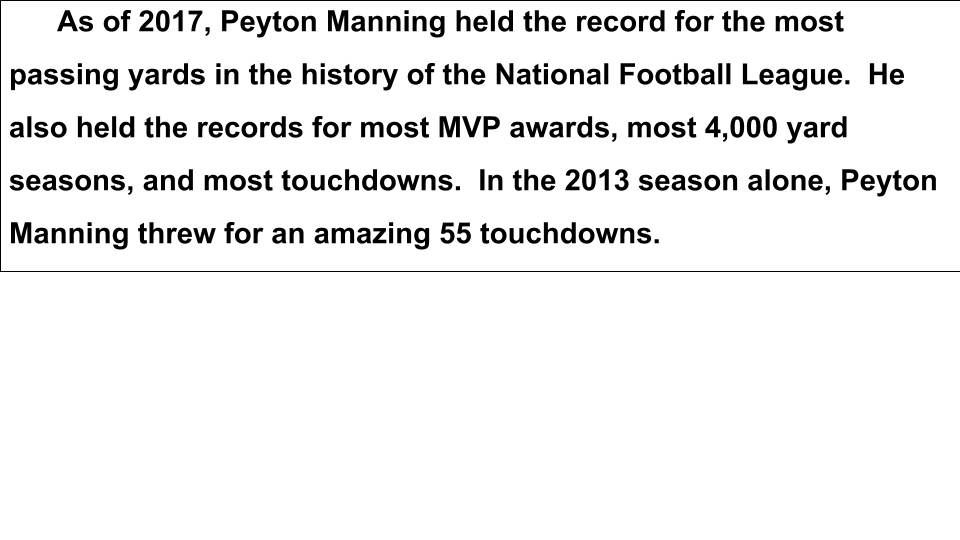 As of 2017, Peyton Manning held the record for the most
passing yards in the history of the National Football League.  He
also held the records for most MVP awards, most 4,000 yard
seasons, and most touchdowns.  In the 2013 season alone, Peyton
Manning threw for an amazing 55 touchdowns.